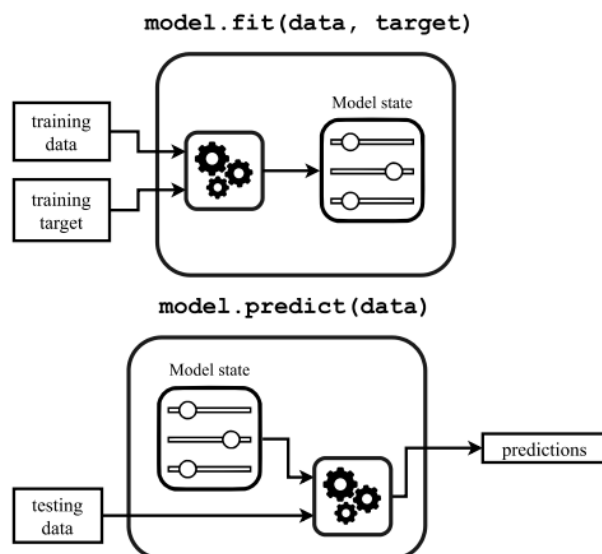 model.fit(data, target)
Model state
training
data
training
target
model.predict(data)
Model state
predictions
testing
data